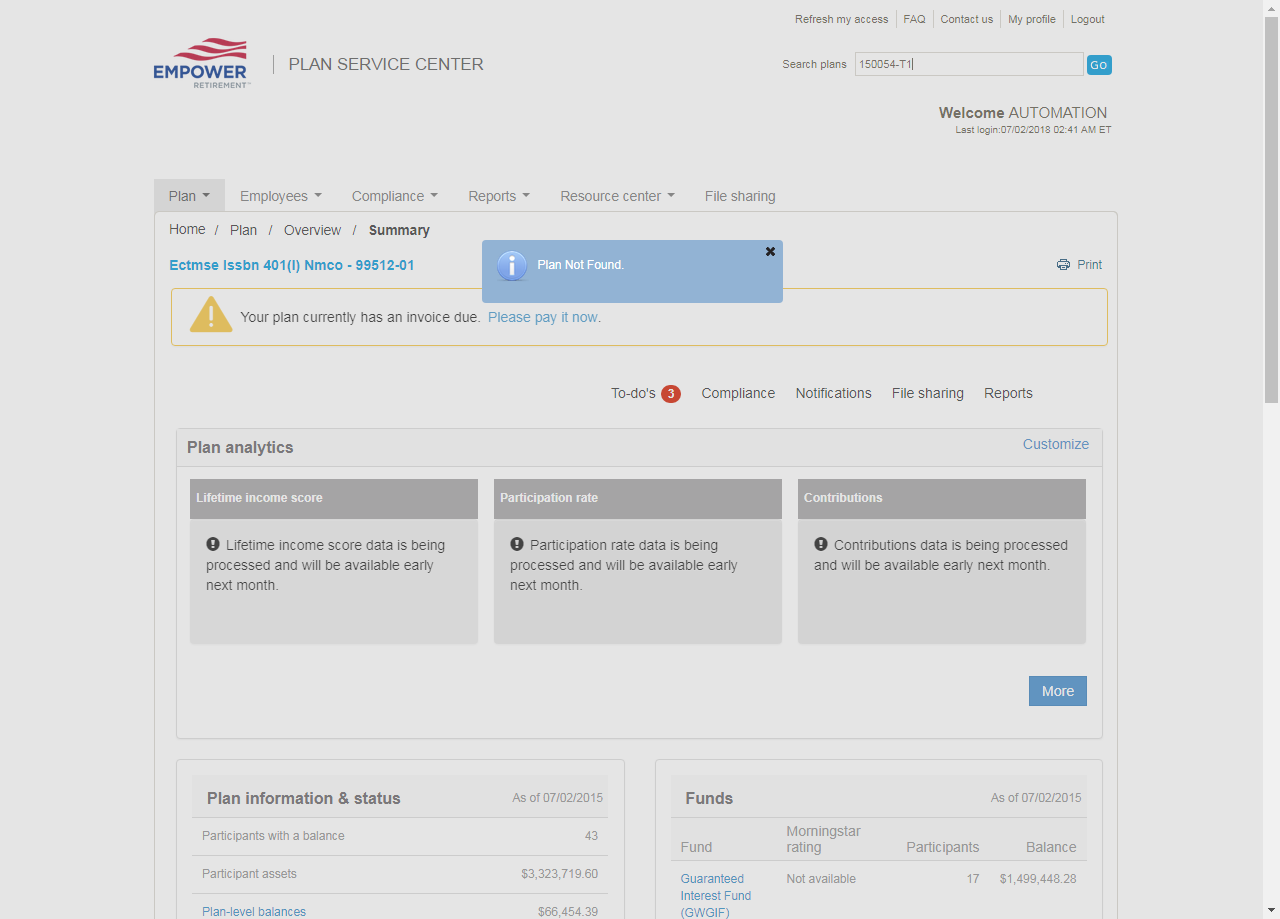 Refresh my access FAQ Contact us My profile Logout
EMPOWER
RETIREMENT™
PLAN SERVICE CENTER
Search plans 150054-T1 Go
Welcome AUTOMATION
Last login:07/02/2018 02:41 AM ET
Plan Employees Compliance Reports Resource center File sharing
Home / Plan / Overview / Summary
Plan Not Found.
Ectmse Issbn 401(I) Nmco - 99512-01
Print
Your plan currently has an invoice due. Please pay it now.
To-do's 3 Compliance Notifications File sharing Reports
Plan analytics
Customize
Lifetime income score
Lifetime income score data is being
processed and will be available early
next month.
Participation rate
Participation rate data is being
processed and will be available early
next month.
Contributions
Contributions data is being processed
and will be available early next month.
More
Plan information & status As of 07/02/2015
Participants with a balance 43
Participant assets $3,323,719.60
Plan-level balances $66,454.39
Funds As of 07/02/2015
Fund Morningstar rating Participants Balance
Guaranteed Not available 17 $1,499,448.28
Interest Fund
(GWGIF)